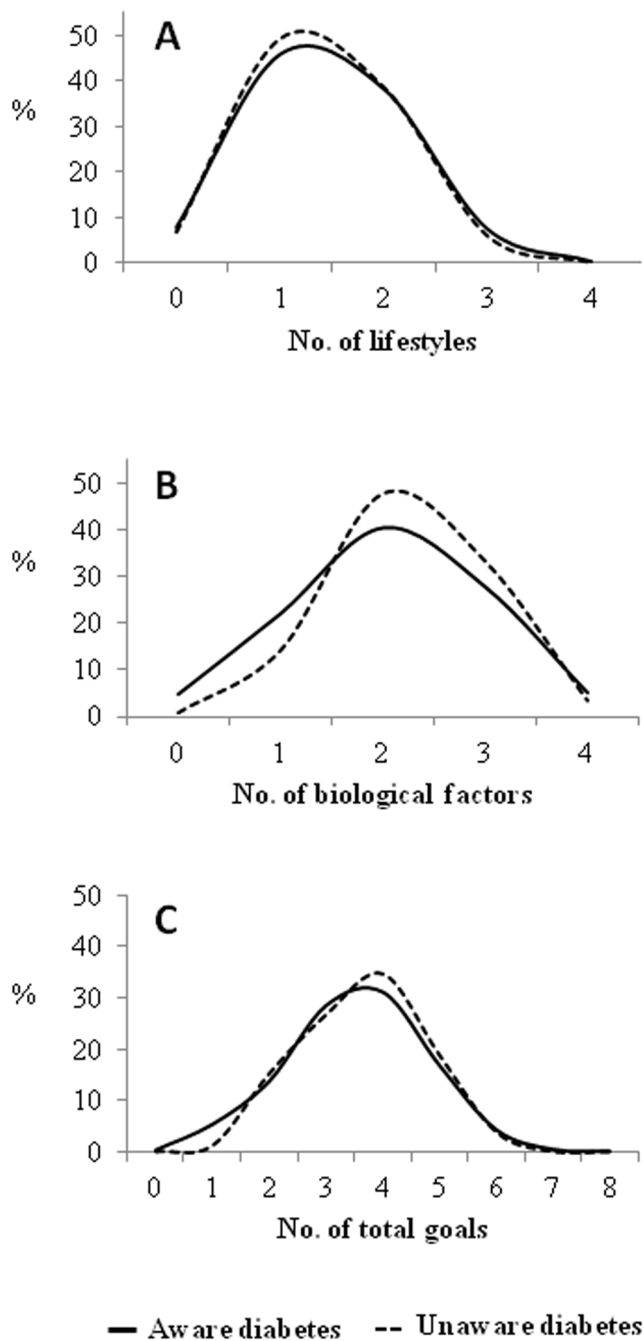 A
50
40
%
30
20
10
0
0 1 2 3 4
No. of lifestyles
B
50
40
%
30
20
10
0
0 1 2 3 4
No. of biological factors
C
50
40
%
30
20
10
0
0 1 2 3 4 5 6 7 8
No. of total goals
Aware diabetes Unaware diabetes